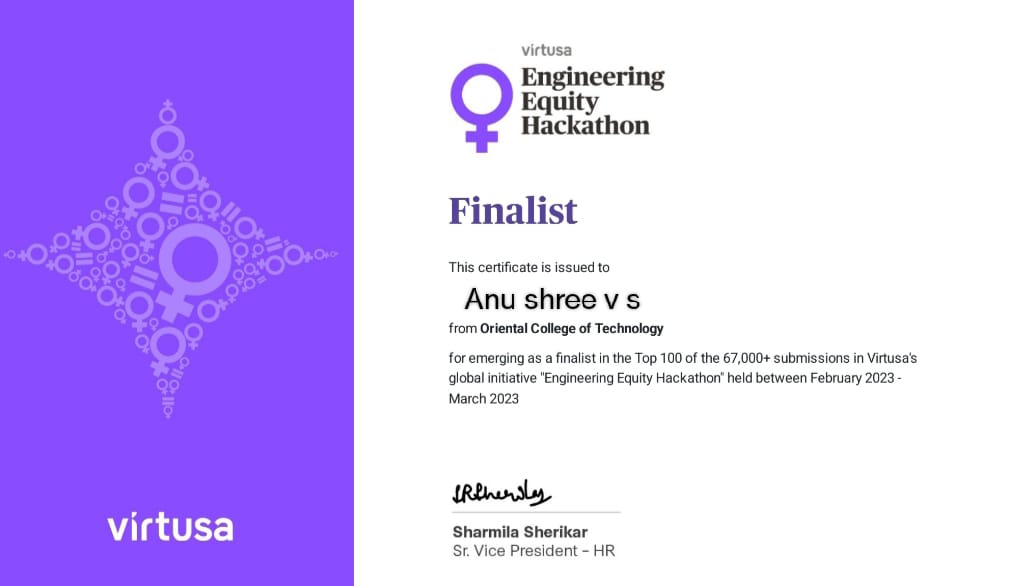 virtusa
Engineering
Equity
Hackathon
Finalist
This certificate is issued to
Anu shree v s
from Oriental College of Technology
for emerging as a finalist in the Top 100 of the 67,000+ submissions in Virtusa's
global initiative "Engineering Equity Hackathon" held between February 2023 -
March 2023
Sharmila Sherikar
Sr. Vice President – HR
virtusa